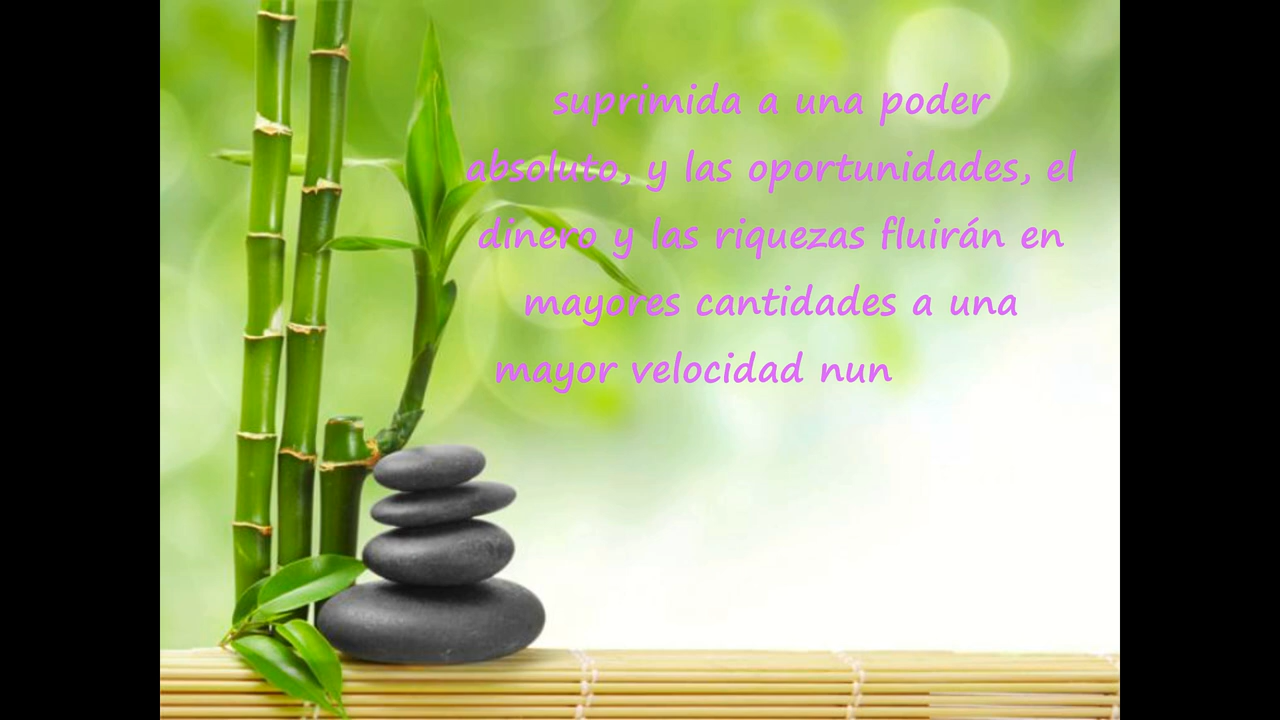 suprimida a una poder
absoluto, y las oportunidades, el
dinero y las riquezas fluirán en
mayores cantidades a una
mayor velocidad nun